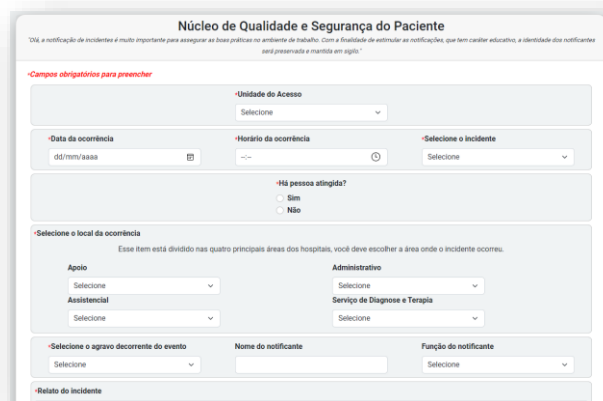 Núcleo de Qualidade e Segurança do Paciente
"Olá, a notificação de incidentes é muito importante para assegurar as boas práticas no ambiente de trabalho. Com a finalidade de estimular as notificações, que tem caráter educativo, a identidade dos notificantes
será preservada e mantida em sigilo."
*Campos obrigatórios para preencher
*Unidade do Acesso
Selecione
*Data da ocorrência *Horário da ocorrência *Selecione o incidente
dd/mm/aaaa --:-- Selecione
*Há pessoa atingida?
Sim
Não
*Selecione o local da ocorrência
Esse item está dividido nas quatro principais áreas dos hospitais, você deve escolher a área onde o incidente ocorreu.
Apoio Administrativo
Selecione Selecione
Assistencial Serviço de Diagnose e Terapia
Selecione Selecione
*Selecione o agravo decorrente do evento Nome do notificante Função do notificante
Selecione Selecione
*Relato do incidente